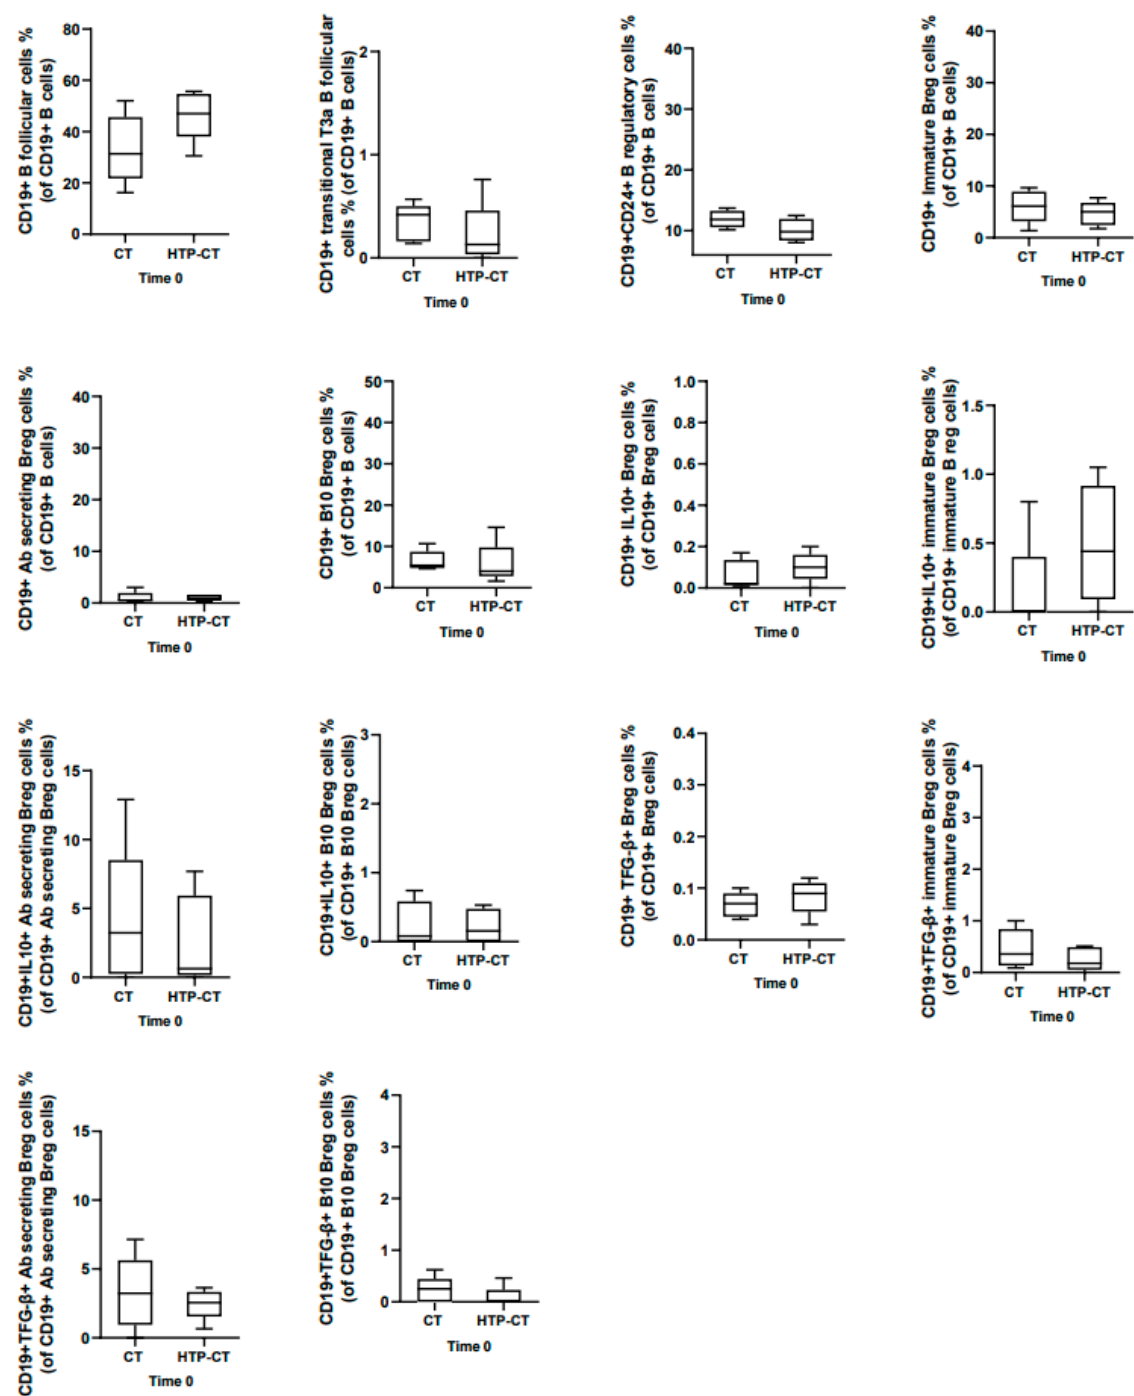 CD19+ B follicular cells %
(of CD19+ B cells)
80
60
40
20
0
CT
HTP-CT
Time 0
CD19+ transitional T3a B follicular
cells % (of CD19+ B cells)
2
1
0
CT
HTP-CT
Time 0
CD19+CD24+ B regulatory cells %
(of CD19+ B cells)
40
30
20
10
CT
HTP-CT
Time 0
CD19+ Immature Breg cells %
(of CD19+ B cells)
40
30
20
10
0
CT
HTP-CT
Time 0
CD19+ Ab secreting Breg cells %
(of CD19+ B cells)
40
30
20
10
0
CT
HTP-CT
Time 0
CD19+ B10 Breg cells %
(of CD19+ B cells)
50
40
30
20
10
0
CT
HTP-CT
Time 0
CD19+ IL10+ Breg cells %
(of CD19+ Breg cells)
1.0
0.8
0.6
0.4
0.2
0.0
CT
HTP-CT
Time 0
CD19+IL10+ immature Breg cells %
(of CD19+ immature B reg cells)
1.5
1.0
0.5
0.0
CT
HTP-CT
Time 0
CD19+IL10+ Ab secreting Breg cells %
(of CD19+ Ab secreting Breg cells)
15
10
5
0
CT
HTP-CT
Time 0
CD19+IL10+ B10 Breg cells %
(of CD19+ B10 Breg cells)
3
2
1
0
CT
HTP-CT
Time 0
CD19+ TFG-β+ Breg cells %
(of CD19+ Breg cells)
0.4
0.3
0.2
0.1
0.0
CT
HTP-CT
Time 0
CD19+TFG-β+ immature Breg cells %
(of CD19+ immature Breg cells)
4
3
2
1
0
CT
HTP-CT
Time 0
CD19+TFG-β+ Ab secreting Breg cells %
(of CD19+ Ab secreting Breg cells)
15
10
5
0
CT
HTP-CT
Time 0
CD19+TFG-β+ B10 Breg cells %
(of CD19+ B10 Breg cells)
4
3
2
1
0
CT
HTP-CT
Time 0